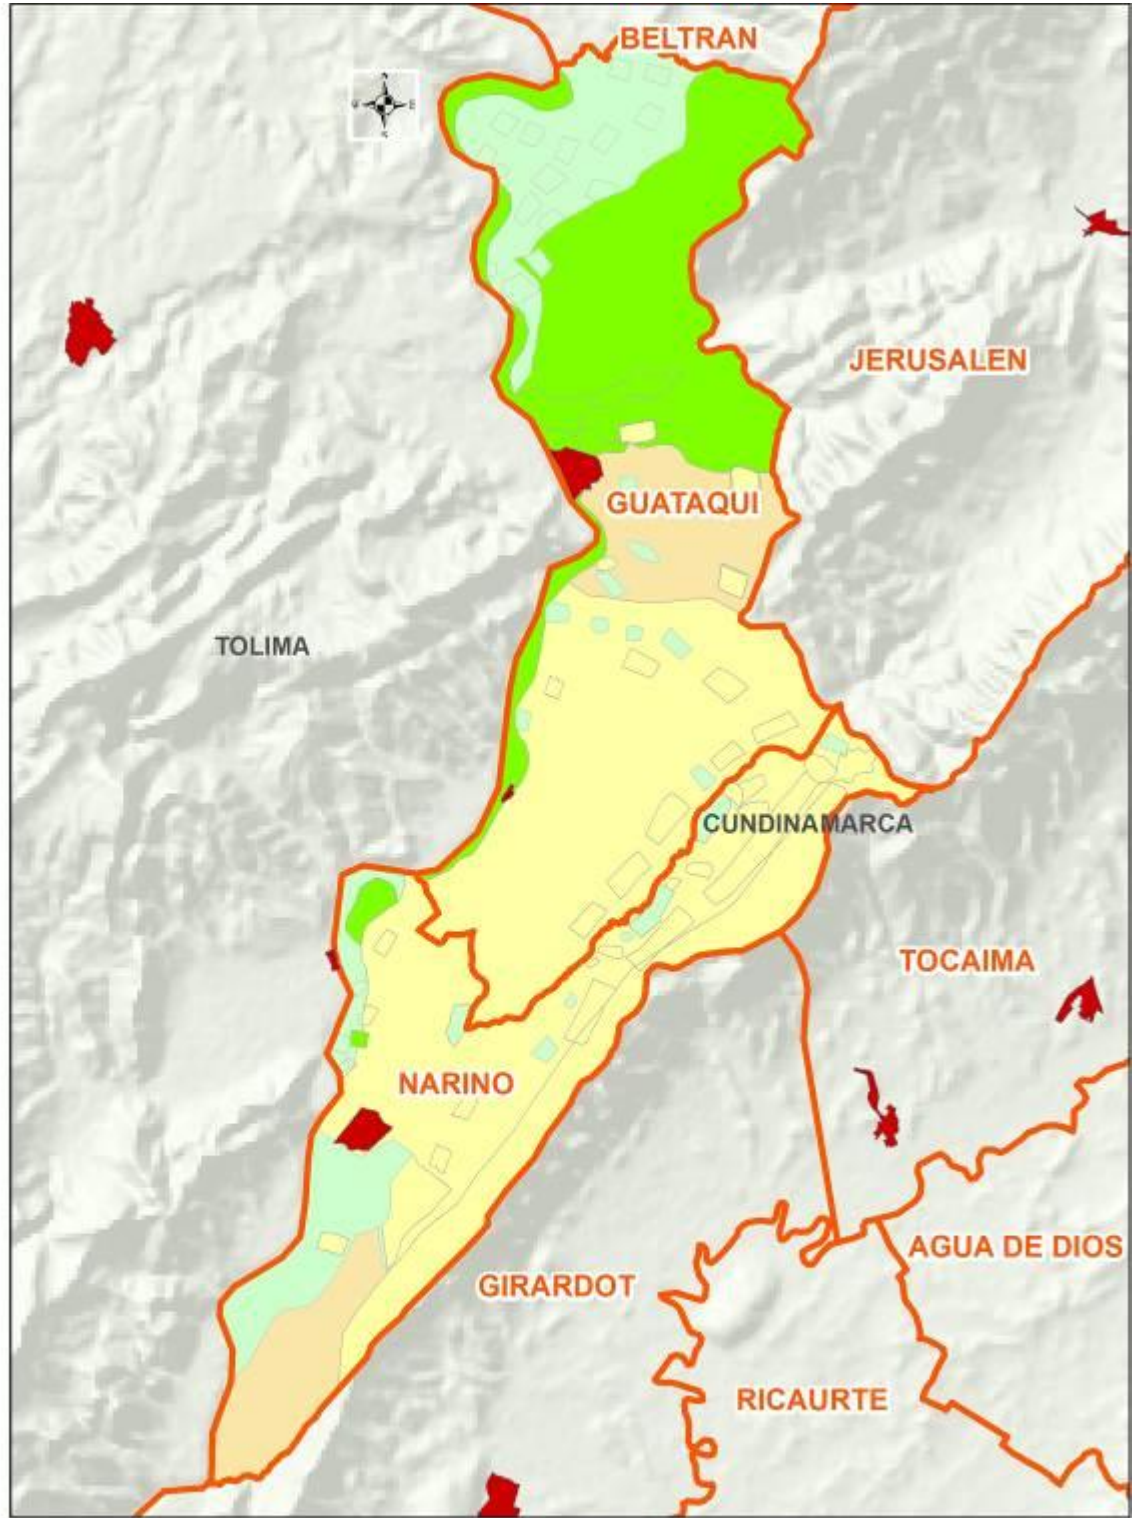 BELTRAN
JERUSALEN
GUATAQUI
TOLIMA
CUNDINAMARCA
TOCAIMA
NARINO
AGUA DE DIOS
GIRARDOT
RICAURTE